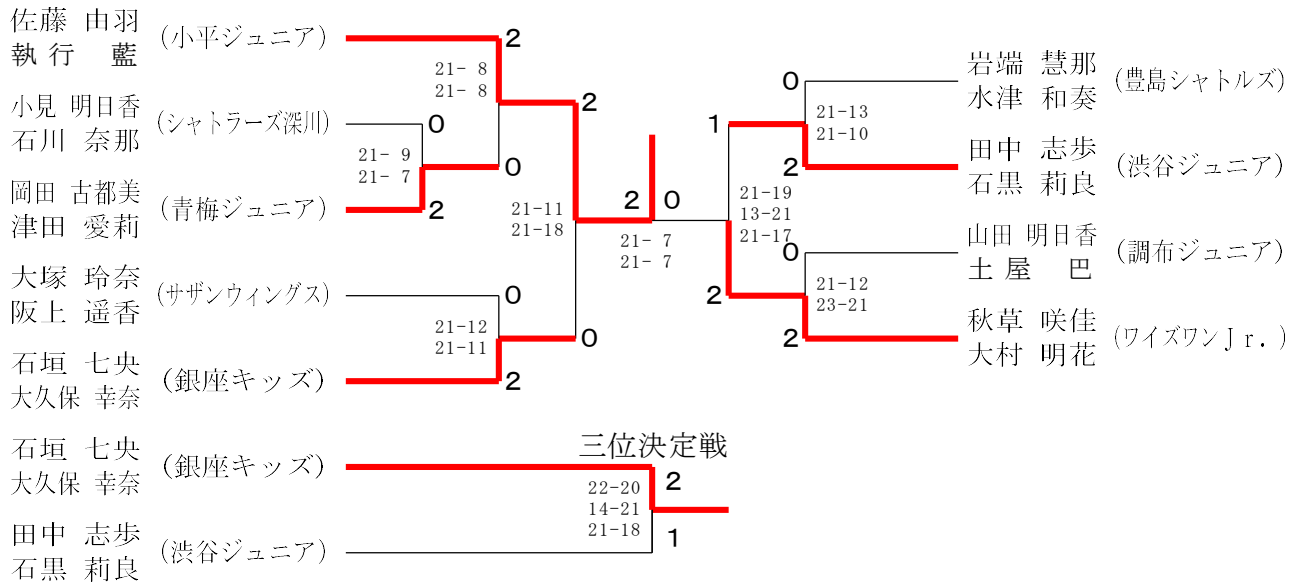 佐藤 由羽
執行 藍
(小平ジュニア)
2
21- 8
21- 8
小見 明日香
石川 奈那
(シャトラーズ深川)
0
21- 9
21- 7
0
岡田 古都美
津田 愛莉
(青梅ジュニア)
2
2
21-11
21-18
大塚 玲奈
阪上 遥香
(サザンウィングス)
0
21-12
21-11
0
石垣 七央
大久保 幸奈
(銀座キッズ)
2
2 0
21- 7
21- 7
岩端 慧那
水津 和奏
(豊島シャトルズ)
0
21-13
21-10
1
田中 志歩
石黒 莉良
(渋谷ジュニア)
2
21-19
13-21
21-17
山田 明日香
土屋 巴
(調布ジュニア)
0
21-12
23-21
2
秋草 咲佳
大村 明花
(ワイズワンJr.)
2
三位決定戦
石垣 七央
大久保 幸奈
(銀座キッズ)
2
22-20
14-21
21-18
田中 志歩
石黒 莉良
(渋谷ジュニア)
1